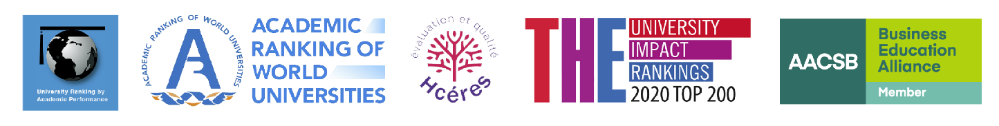 University Ranking by
Academic Performance
ACADEMIC RANKING OF WORLD UNIVERSITIES
ACADEMIC
RANKING OF
WORLD
UNIVERSITIES
évaluation et qualité
Hcéres
THE
UNIVERSITY
IMPACT
RANKINGS
2020 TOP 200
AACSB
Business
Education
Alliance
Member